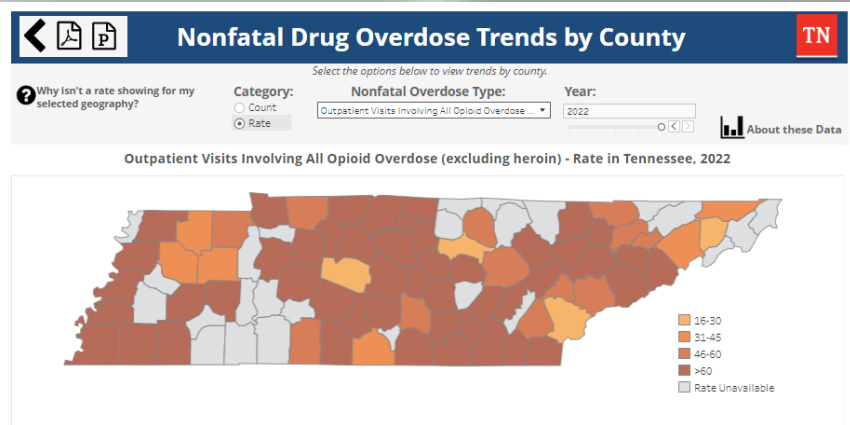 Nonfatal Drug Overdose Trends by County
TN
Select the options below to view trends by county.
? Why isn't a rate showing for my
selected geography?
Category:
Count
Rate
Nonfatal Overdose Type:
Outpatient Visits Involving All Opioid Overdose ...
Year:
2022
About these Data
Outpatient Visits Involving All Opioid Overdose (excluding heroin) - Rate in Tennessee, 2022
16-30
31-45
46-60
>60
Rate Unavailable